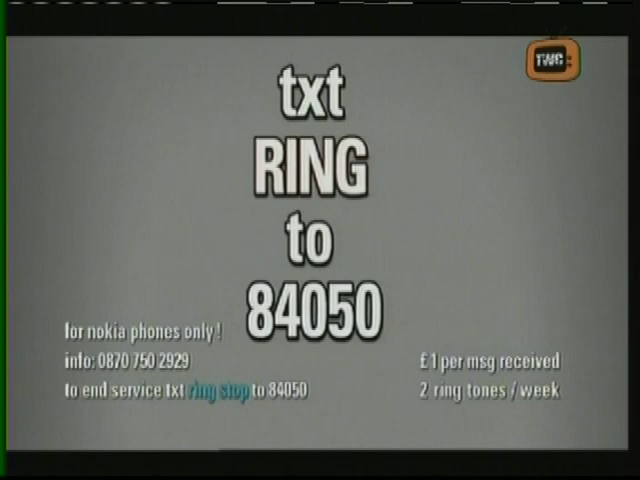 TWC
txt
RING
to
84050
for nokia phones only!
info: 0870 750 2929
to end service txt ring stop to 84050
£1 per msg received
2 ring tones / week